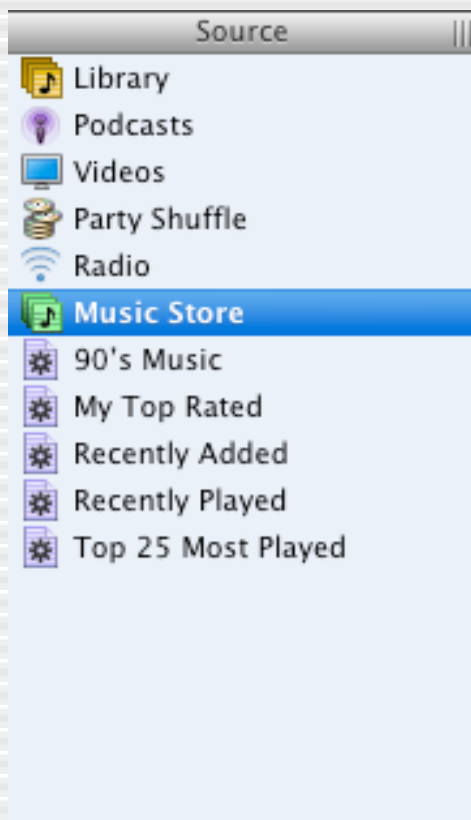 Source
Library
Podcasts
Videos
Party Shuffle
Radio
Music Store
90's Music
My Top Rated
Recently Added
Recently Played
Top 25 Most Played